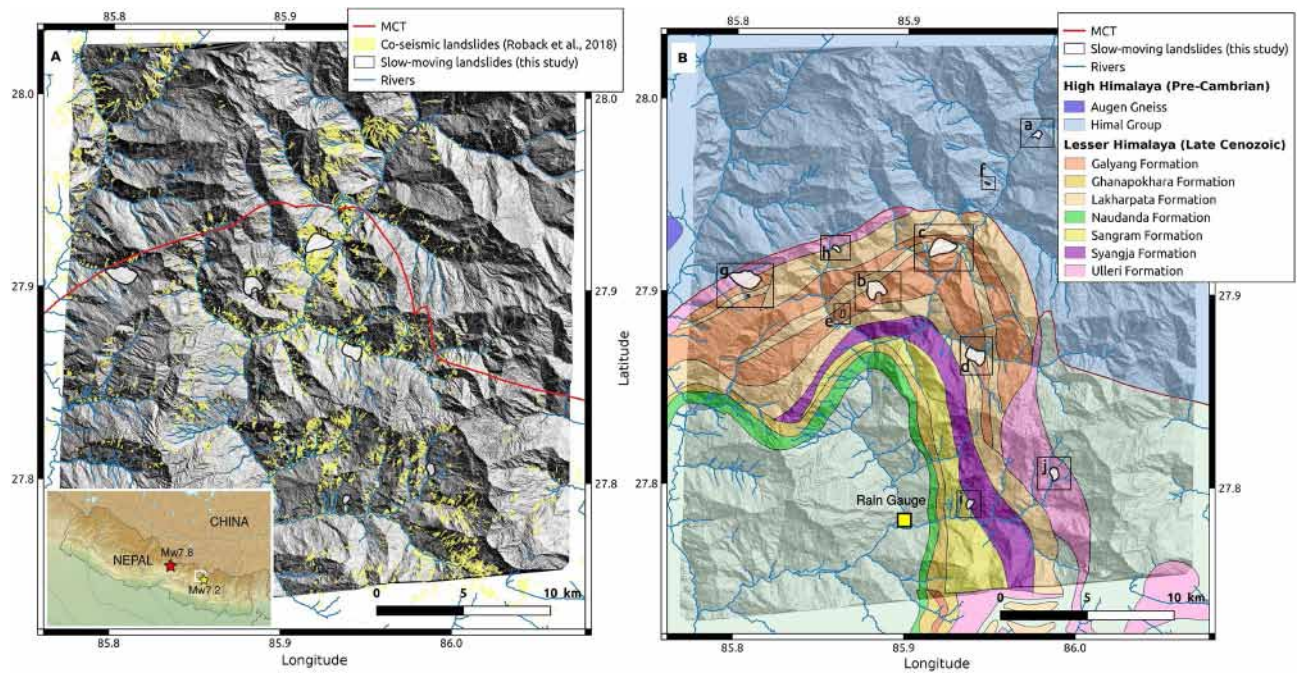 85.8
85.9
A
MCT
Co-seismic landslides (Roback et al., 2018)
Slow-moving landslides (this study)
Rivers
28.0
28.0
27.9
27.9
27.8
27.8
Latitude
CHINA
NEPAL
Mw7.8
Mw7.2
0
5
10 km
85.8
85.9
86.0
Longitude
85.8
85.9
B
MCT
Slow-moving landslides (this study)
Rivers
High Himalaya (Pre-Cambrian)
Augen Gneiss
Himal Group
Lesser Himalaya (Late Cenozoic)
Galyang Formation
Ghanapokhara Formation
Lakharpata Formation
Naudanda Formation
Sangram Formation
Syangja Formation
Ulleri Formation
28.0
27.9
27.9
27.8
27.8
a
f
c
h
g
b
e
d
j
i
Rain Gauge
0
5
10 km
85.8
85.9
86.0
Longitude